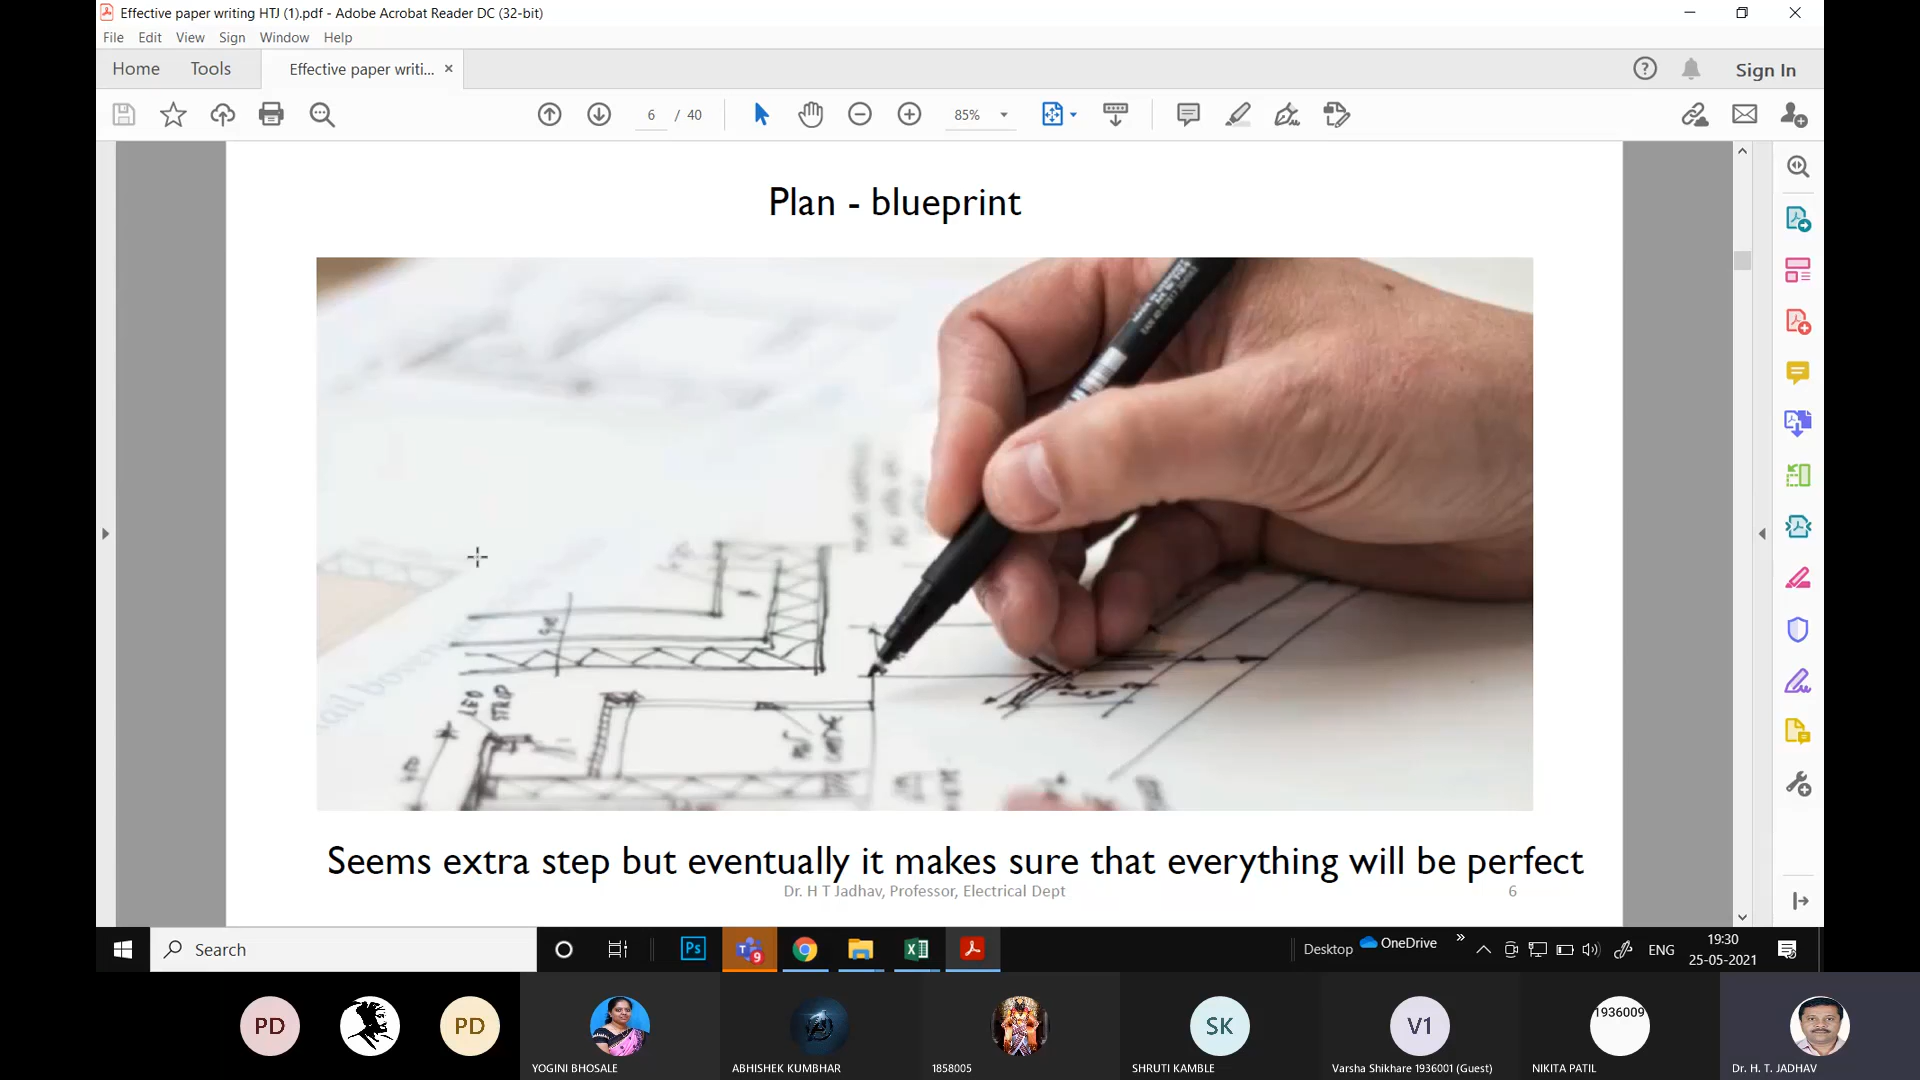 Effective paper writing HTJ (1).pdf - Adobe Acrobat Reader DC (32-bit)
File Edit View Sign Window Help
Home Tools Effective paper writi... × Sign In
6 / 40 85%
Plan - blueprint
LED
STRIP
Seems extra step but eventually it makes sure that everything will be perfect
Dr. H T Jadhav, Professor, Electrical Dept 6
Search Ps T 9 Desktop OneDrive » ENG 19:30
25-05-2021
PD PD SK V1 1936009
YOGINI BHOSALE ABHISHEK KUMBHAR 1858005 SHRUTI KAMBLE Varsha Shikhare 1936001 (Guest) NIKITA PATIL Dr. H. T. JADHAV